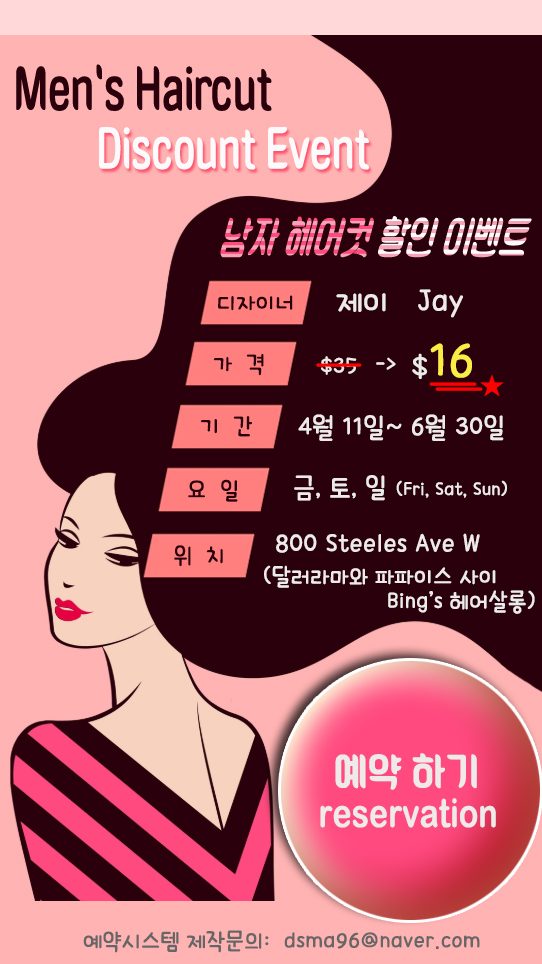 Men's Haircut
Discount Event
남자 헤어컷 할인 이벤트
디자이너 제이 Jay
가 격 $35 -> $16
기 간 4월 11일~ 6월 30일
요 일 금, 토, 일 (Fri, Sat, Sun)
위 치 800 Steeles Ave W
(달러라마와 파파이스 사이
Bing's 헤어살롱)
예약 하기
reservation
예약시스템 제작문의: dsma96@naver.com